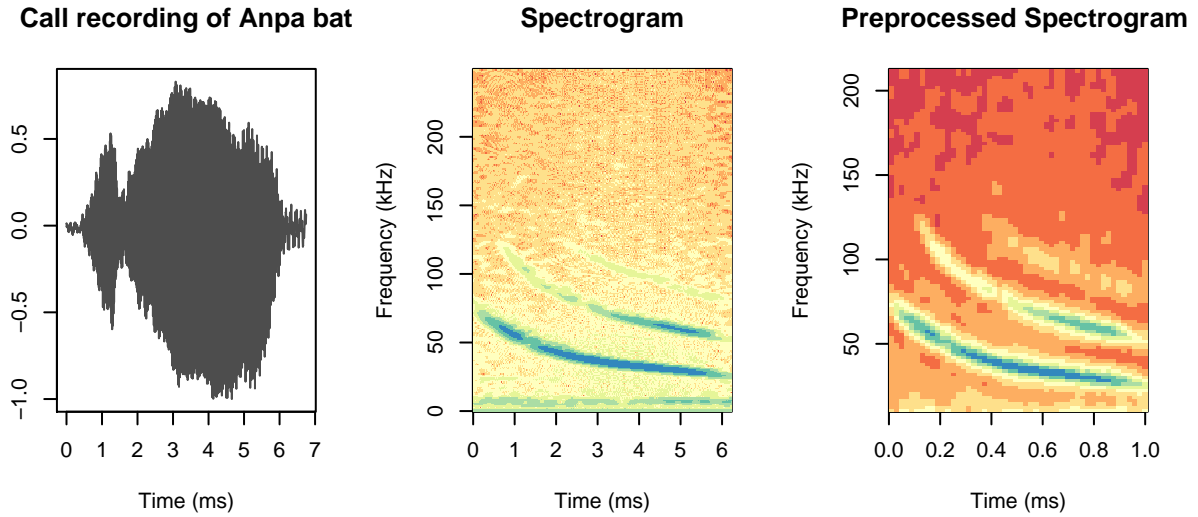 Call recording of Anpa bat
0.5
0.0
−0.5
−1.0
0 1 2 3 4 5 6 7
Time (ms)
Spectrogram
Frequency (kHz)
200
150
100
50
0
0 1 2 3 4 5 6
Time (ms)
Preprocessed Spectrogram
Frequency (kHz)
200
150
100
50
0.0 0.2 0.4 0.6 0.8 1.0
Time (ms)